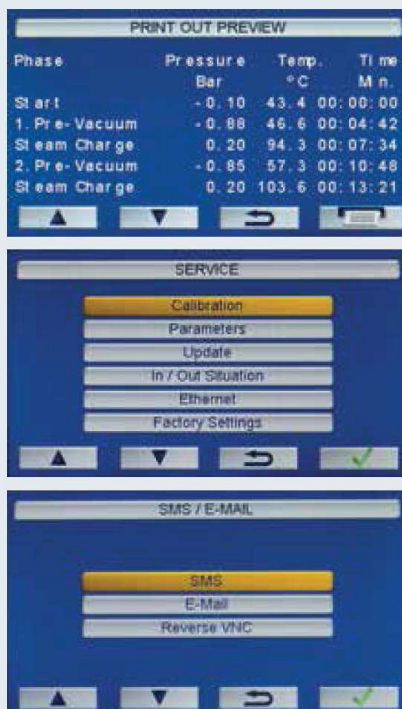 PRINT OUT PREVIEW
Phase Pressure Temp. Time
Bar °C Min.
Start -0.10 43.4 00:00:00
1. Pre-Vacuum -0.88 46.6 00:04:42
Steam Charge 0.20 94.3 00:07:34
2. Pre-Vacuum -0.85 57.3 00:10:48
Steam Charge 0.20 103.6 00:13:21
SERVICE
Calibration
Parameters
Update
In / Out Situation
Ethernet
Factory Settings
SMS / E-MAIL
SMS
E-Mail
Reverse VNC